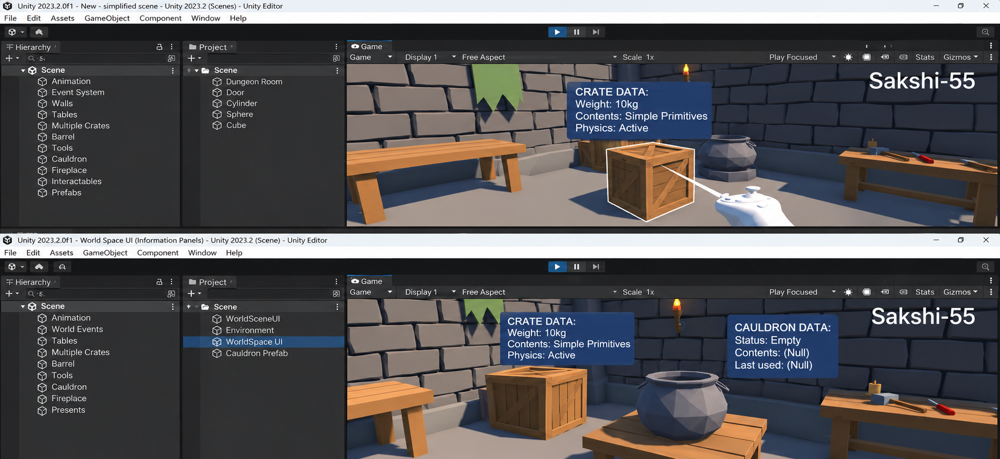 Unity 2023.2.0f1 - New - simplified scene - Unity 2023.2 (Scenes) - Unity Editor
File Edit Assets GameObject Component Window Help
Hierarchy
Project
Game
Game Display 1 Free Aspect Scale 1x Play Focused Stats Gizmos
Scene
Animation
Event System
Walls
Tables
Multiple Crates
Barrel
Tools
Cauldron
Fireplace
Interactables
Prefabs
Scene
Dungeon Room
Door
Cylinder
Sphere
Cube
Sakshi-55
CRATE DATA:
Weight: 10kg
Contents: Simple Primitives
Physics: Active
Unity 2023.2.0f1 - World Space UI (Information Panels) - Unity 2023.2 (Scene) - Unity Editor
File Edit Assets GameObject Component Window Help
Hierarchy
Project
Game
Game Display 1 Free Aspect Scale 1x Play Focused Stats Gizmos
Scene
Animation
World Events
Tables
Multiple Crates
Barrel
Tools
Cauldron
Fireplace
Presents
Scene
WorldSceneUI
Environment
WorldSpace UI
Cauldron Prefab
Sakshi-55
CRATE DATA:
Weight: 10kg
Contents: Simple Primitives
Physics: Active
CAULDRON DATA:
Status: Empty
Contents: (Null)
Last used: (Null)